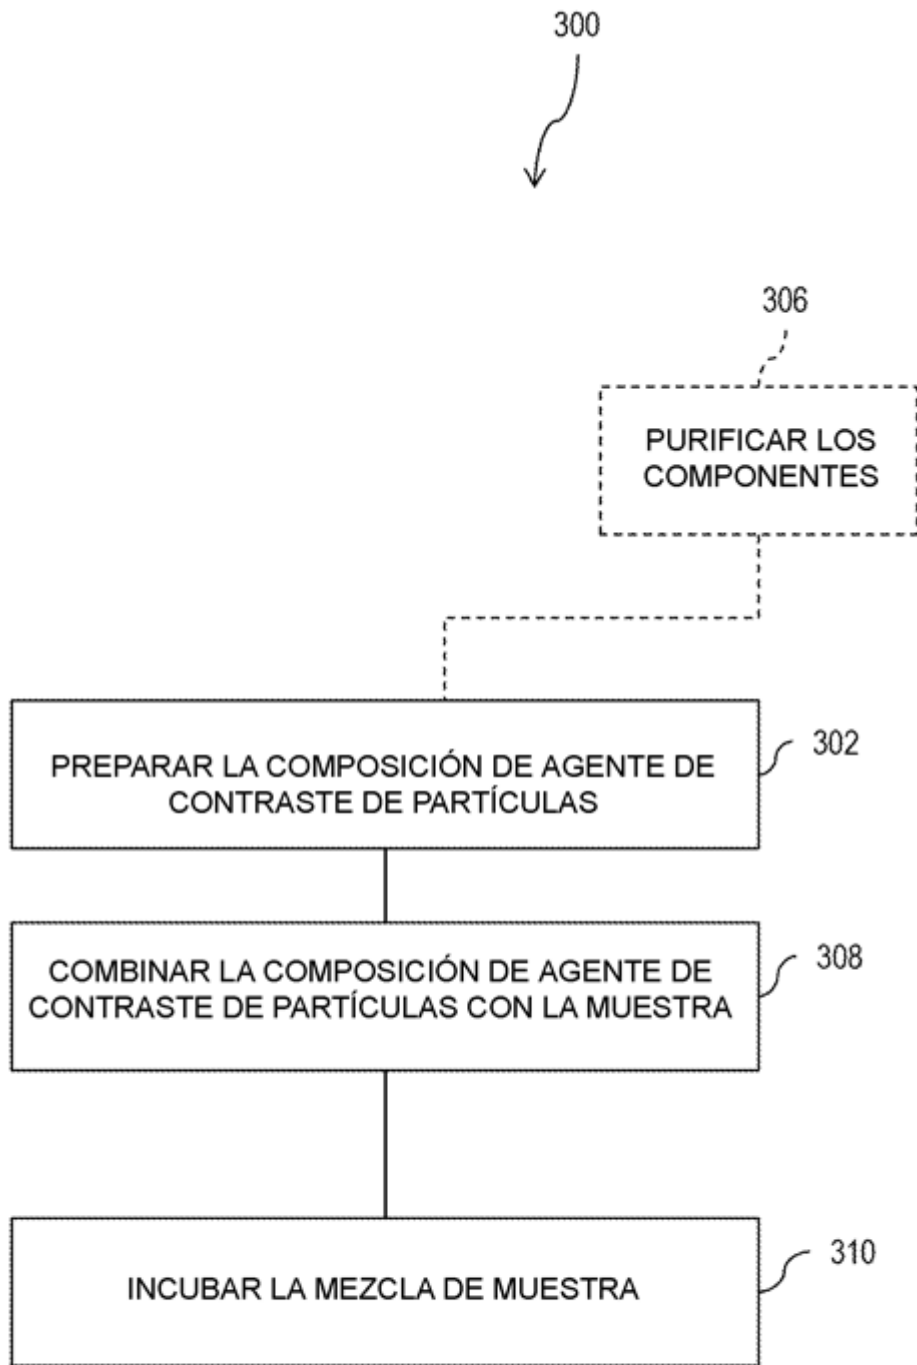 300
306
PURIFICAR LOS
COMPONENTES
302
PREPARAR LA COMPOSICIÓN DE AGENTE DE
CONTRASTE DE PARTÍCULAS
308
COMBINAR LA COMPOSICIÓN DE AGENTE DE
CONTRASTE DE PARTÍCULAS CON LA MUESTRA
310
INCUBAR LA MEZCLA DE MUESTRA